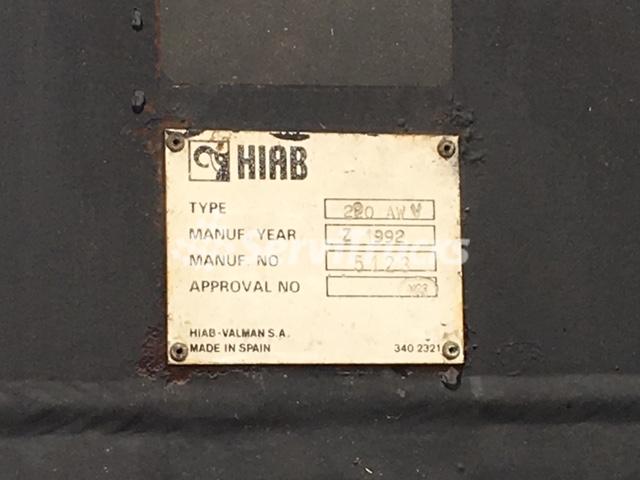 HIAB
TYPE 220 AW V
MANUF. YEAR Z 1992
MANUF. NO 5123
APPROVAL NO
HIAB-VALMAN S.A.
MADE IN SPAIN 340 2321